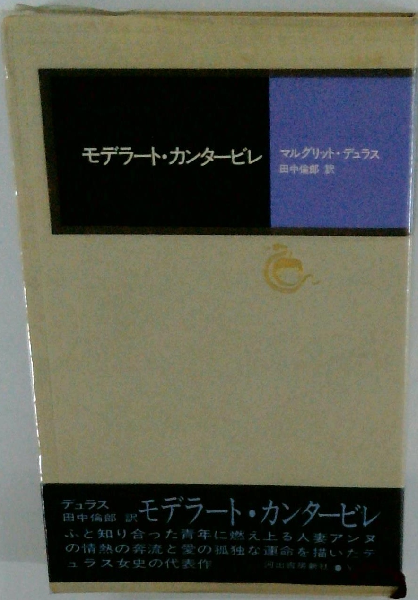 モデラート・カンタービレ
マルグリット・デュラス
田中倫郎 訳
デュラス
田中倫郎 訳
モデラート・カンタービレ
ふと知り合った青年に燃え上る人妻アンヌ
の情熱の奔流と愛の孤独な運命を描いたデ
ュラス女史の代表作
河出書房新社